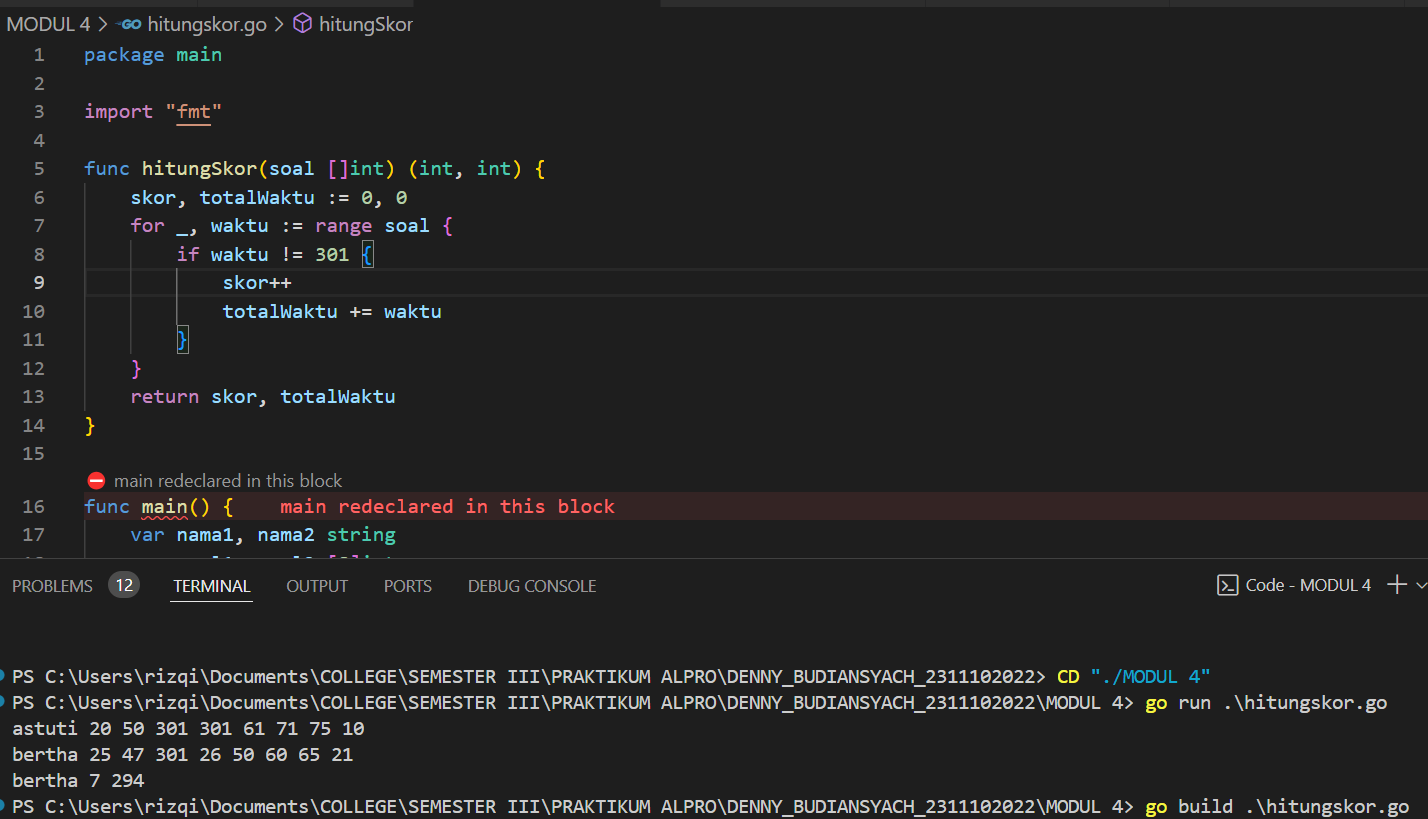 MODUL 4 > GO hitungskor.go > hitungSkor
1 package main
2
3 import "fmt"
4
5 func hitungSkor(soal []int) (int, int) {
6 skor, totalWaktu := 0, 0
7 for _, waktu := range soal {
8 if waktu != 301 {
9 skor++
10 totalWaktu += waktu
11 }
12 }
13 return skor, totalWaktu
14 }
15
main redeclared in this block
16 func main() { main redeclared in this block
17 var nama1, nama2 string
PROBLEMS 12 TERMINAL OUTPUT PORTS DEBUG CONSOLE Code - MODUL 4
PS C:\Users\rizqi\Documents\COLLEGE\SEMESTER III\PRAKTIKUM ALPRO\DENNY_BUDIANSYACH_2311102022> CD "./MODUL 4"
PS C:\Users\rizqi\Documents\COLLEGE\SEMESTER III\PRAKTIKUM ALPRO\DENNY_BUDIANSYACH_2311102022\MODUL 4> go run .\hitungskor.go
astuti 20 50 301 301 61 71 75 10
bertha 25 47 301 26 50 60 65 21
bertha 7 294
PS C:\Users\rizqi\Documents\COLLEGE\SEMESTER III\PRAKTIKUM ALPRO\DENNY_BUDIANSYACH_2311102022\MODUL 4> go build .\hitungskor.go